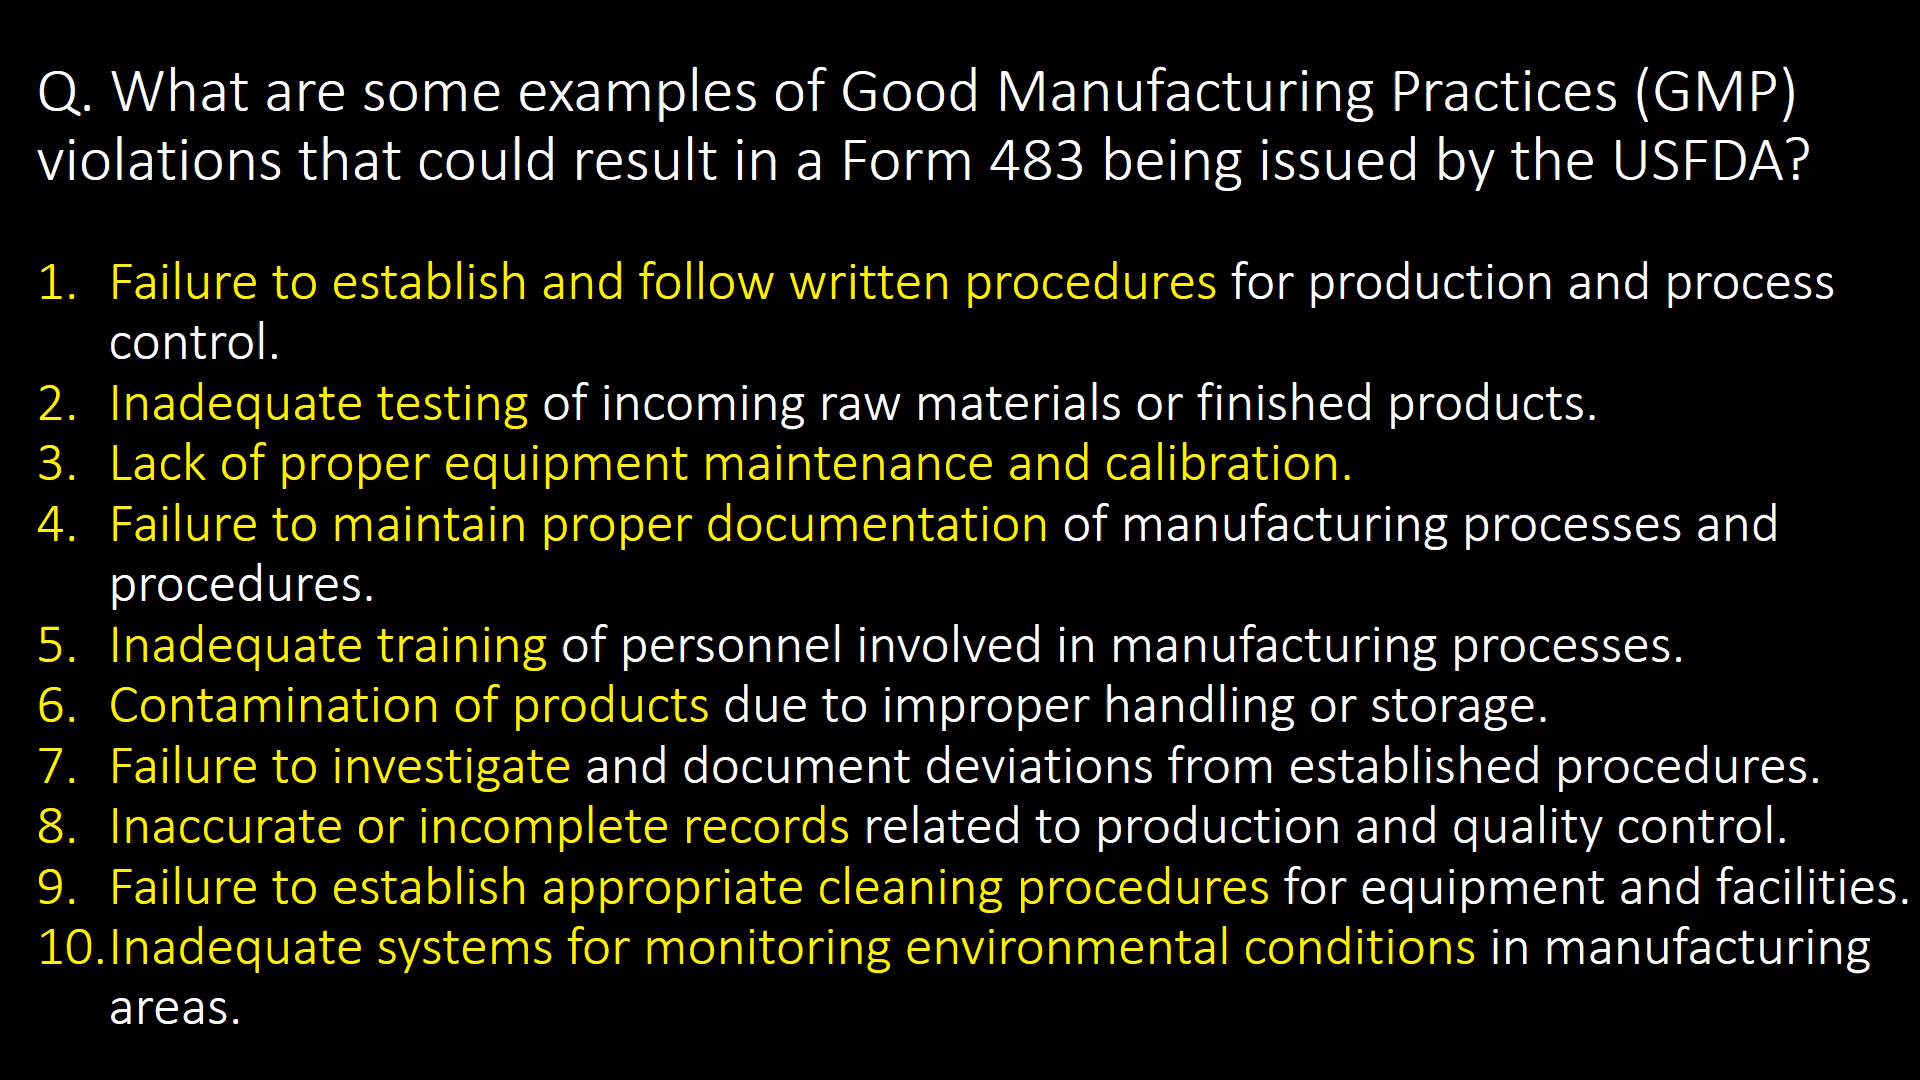 Q. What are some examples of Good Manufacturing Practices (GMP)
violations that could result in a Form 483 being issued by the USFDA?
1. Failure to establish and follow written procedures for production and process
control.
2. Inadequate testing of incoming raw materials or finished products.
3. Lack of proper equipment maintenance and calibration.
4. Failure to maintain proper documentation of manufacturing processes and
procedures.
5. Inadequate training of personnel involved in manufacturing processes.
6. Contamination of products due to improper handling or storage.
7. Failure to investigate and document deviations from established procedures.
8. Inaccurate or incomplete records related to production and quality control.
9. Failure to establish appropriate cleaning procedures for equipment and facilities.
10. Inadequate systems for monitoring environmental conditions in manufacturing
areas.